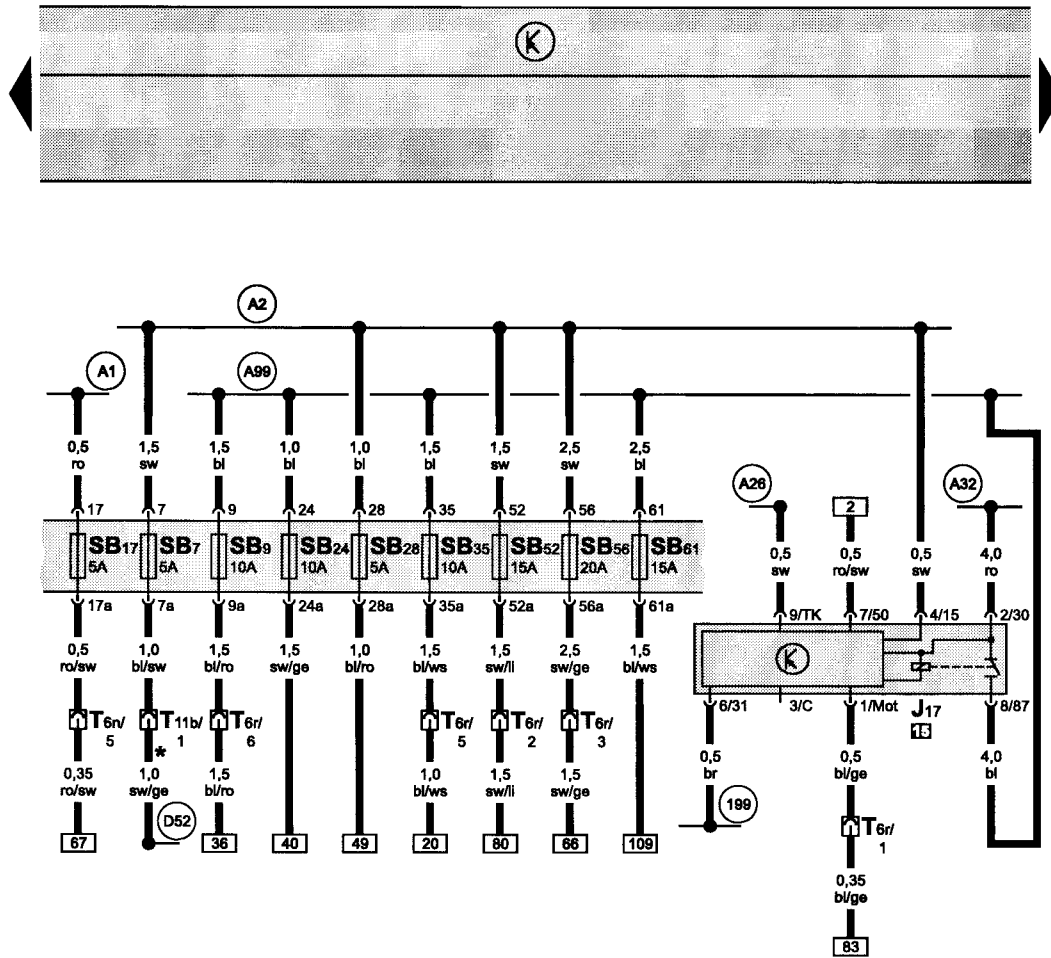 K
A2
A1
A99
0,5 1,5 1,5 1,0 1,0 1,5 1,5 2,5 2,5
ro sw bl bl bl bl sw sw bl
A26 2 A32
17 7 9 24 28 35 52 56 61
0,5 0,5 0,5 4,0
sw ro/sw sw ro
SB17 SB7 SB9 SB24 SB28 SB35 SB52 SB56 SB61
5A 5A 10A 10A 5A 10A 15A 20A 15A
17a 7a 9a 24a 28a 35a 52a 56a 61a
9/TK 7/50 4/15 2/30
0,5 1,0 1,5 1,5 1,0 1,5 1,5 2,5 1,5
ro/sw bl/sw bl/ro sw/ge bl/ro bl/ws sw/li sw/ge bl/ws
K
6/31 3/C 1/Mot J17 8/87
15
T6n/ T11b/ T6r/ T6r/ T6r/ T6r/
5 1 6 5 2 3
*
0,5 0,5 4,0
br bl/ge bl
0,35 1,0 1,5 1,0 1,5 1,5
ro/sw sw/ge bl/ro bl/ws sw/li sw/ge
D52 199
T6r/
1
67 36 40 49 20 80 66 109
0,35
bl/ge
83